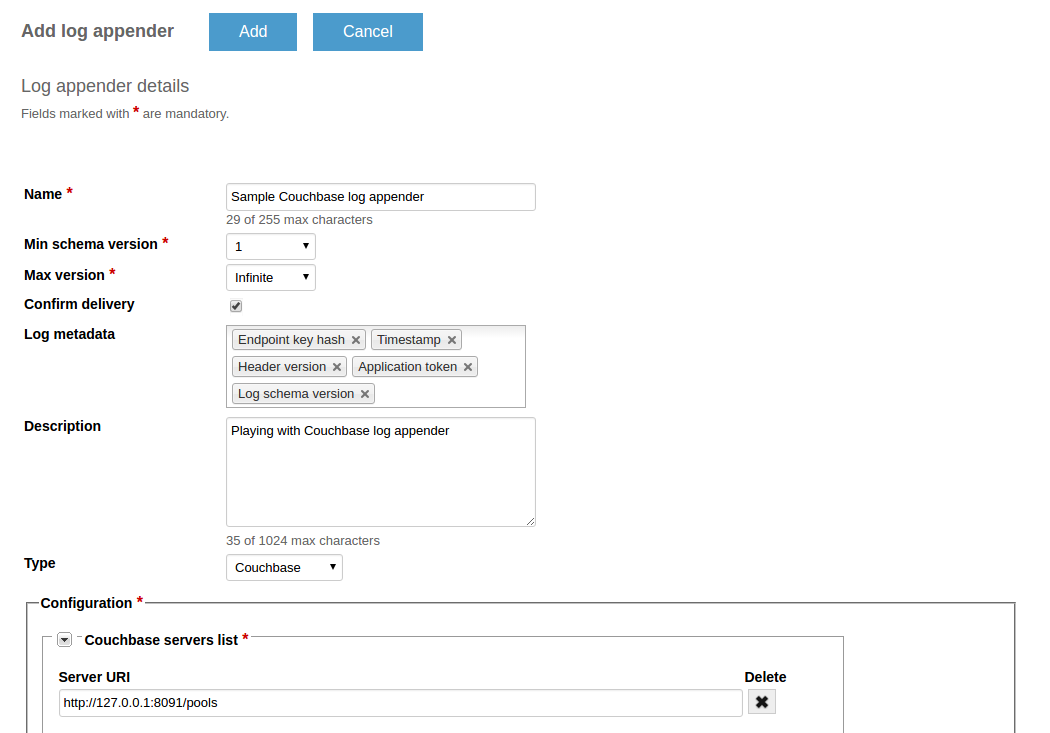 Add log appender Add Cancel
Log appender details
Fields marked with * are mandatory.
Name * Sample Couchbase log appender
29 of 255 max characters
Min schema version * 1
Max version * Infinite
Confirm delivery
Log metadata
Endpoint key hash Timestamp
Header version Application token
Log schema version
Description
Playing with Couchbase log appender
35 of 1024 max characters
Type Couchbase
Configuration *
Couchbase servers list *
Server URI Delete
http://127.0.0.1:8091/pools